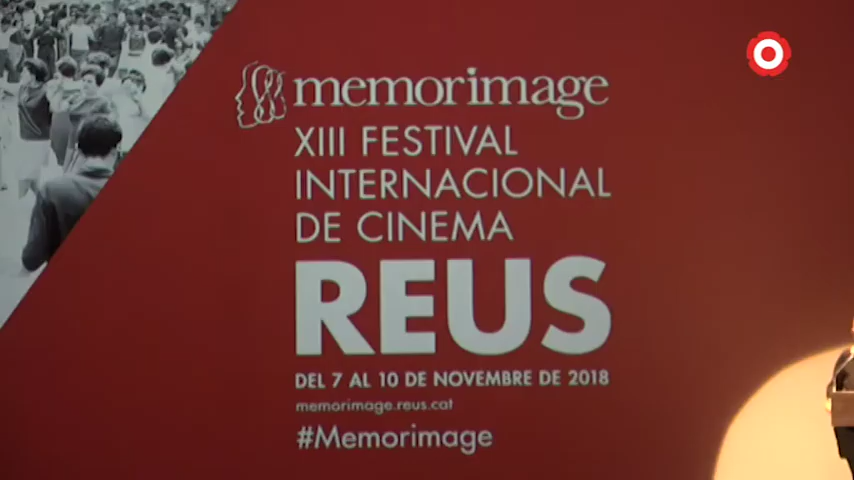 memorimage
XIII FESTIVAL
INTERNACIONAL
DE CINEMA
REUS
DEL 7 AL 10 DE NOVEMBRE DE 2018
memorimage.reus.cat
#Memorimage